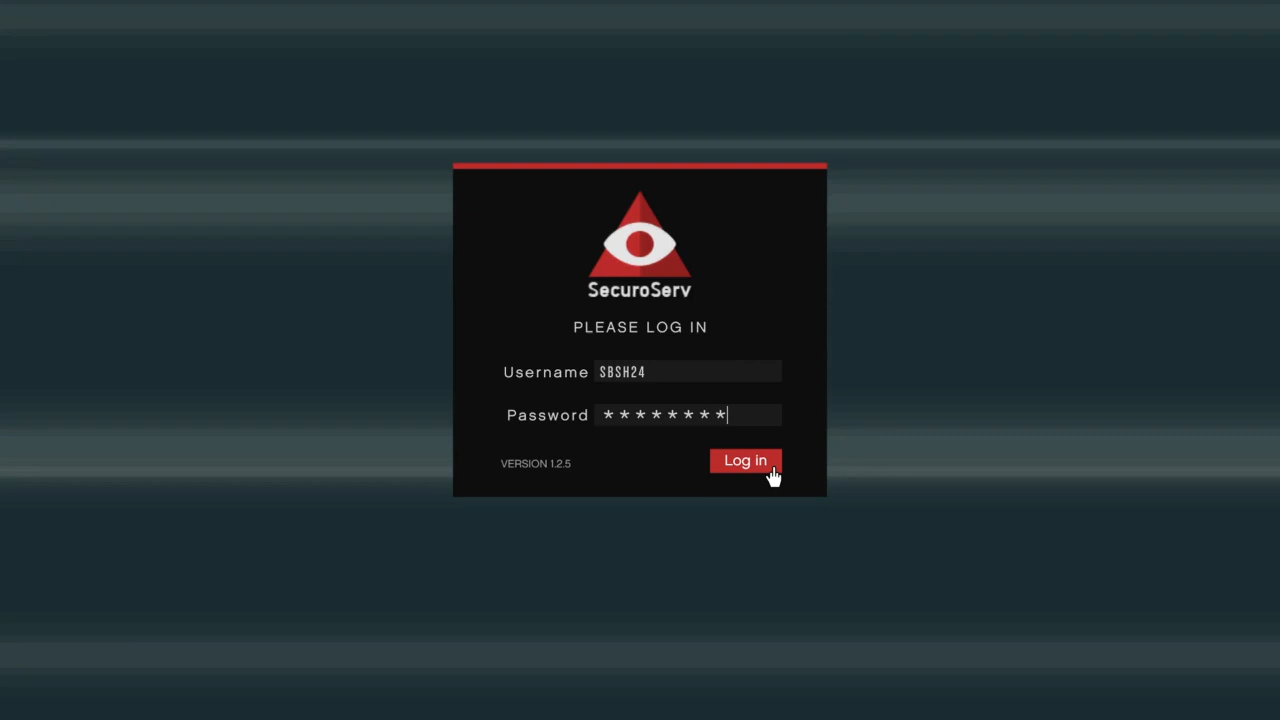 SecuroServ
PLEASE LOG IN
Username SBSH24
Password ********
VERSION 1.2.5 Log in